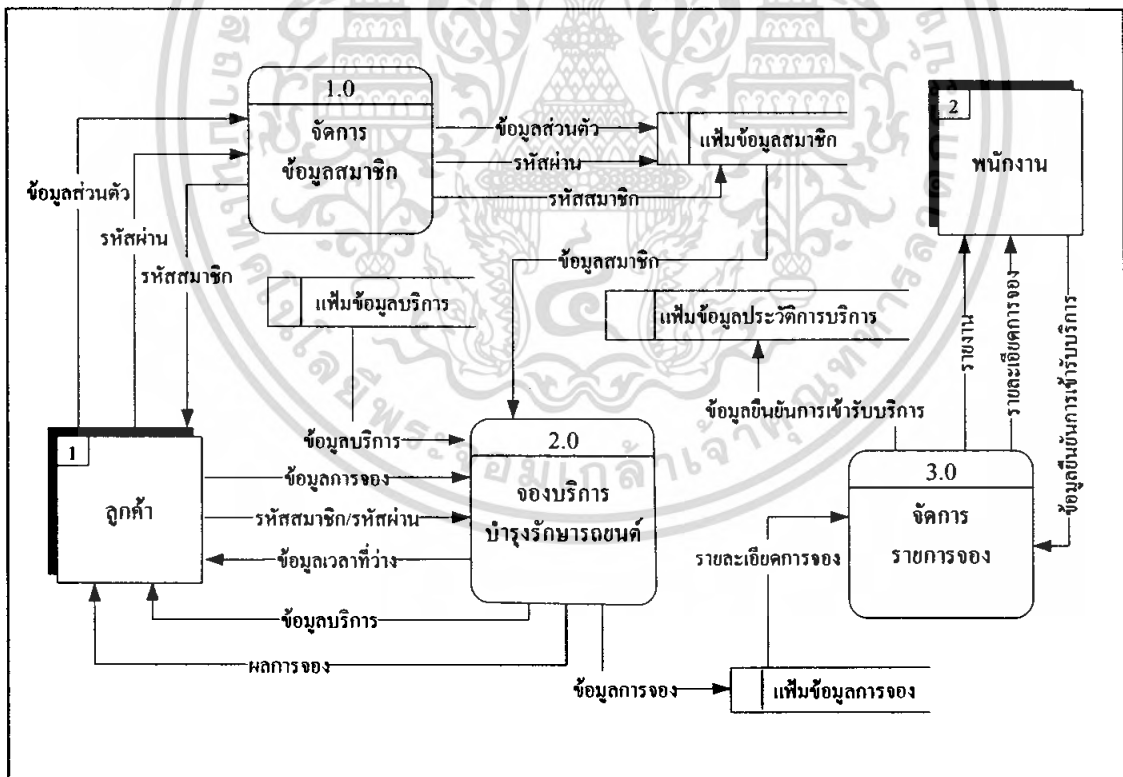 1.0
จัดการ
ข้อมูลสมาชิก
ข้อมูลส่วนตัว
รหัสผ่าน
รหัสสมาชิก
แฟ้มข้อมูลสมาชิก
2
พนักงาน
ข้อมูลส่วนตัว
รหัสผ่าน
รหัสสมาชิก
ข้อมูลสมาชิก
แฟ้มข้อมูลบริการ
แฟ้มข้อมูลประวัติการบริการ
รายงาน
รายละเอียดการจอง
ข้อมูลยืนยันการเข้ารับบริการ
ข้อมูลยืนยันการเข้ารับบริการ
1
ลูกค้า
ข้อมูลบริการ
ข้อมูลการจอง
รหัสสมาชิก/รหัสผ่าน
ข้อมูลเวลาที่ว่าง
ข้อมูลบริการ
ผลการจอง
2.0
จองบริการ
บำรุงรักษารถยนต์
3.0
จัดการ
รายการจอง
รายละเอียดการจอง
ข้อมูลการจอง
แฟ้มข้อมูลการจอง